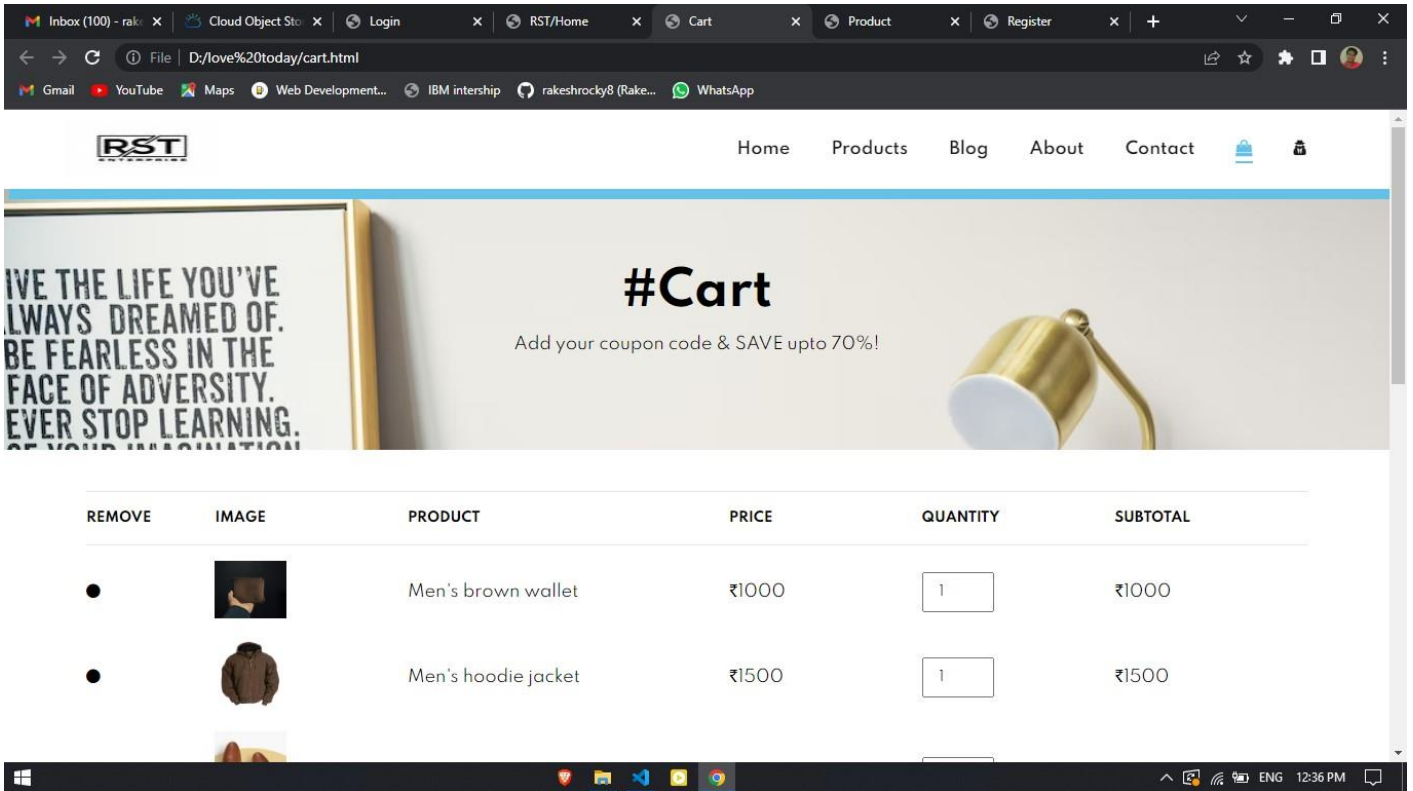 Inbox (100) - rak
Cloud Object Sto
Login
RST/Home
Cart
Product
Register
File
D:/love%20today/cart.html
Gmail
YouTube
Maps
Web Development...
IBM intership
rakeshrocky8 (Rake...
WhatsApp
RST
ENTERPRISE
Home Products Blog About Contact
IVE THE LIFE YOU'VE
LWAYS DREAMED OF.
BE FEARLESS IN THE
FACE OF ADVERSITY.
EVER STOP LEARNING.
#Cart
Add your coupon code & SAVE upto 70%!
REMOVE IMAGE PRODUCT PRICE QUANTITY SUBTOTAL
Men's brown wallet ₹1000 1 ₹1000
Men's hoodie jacket ₹1500 1 ₹1500
ENG 12:36 PM